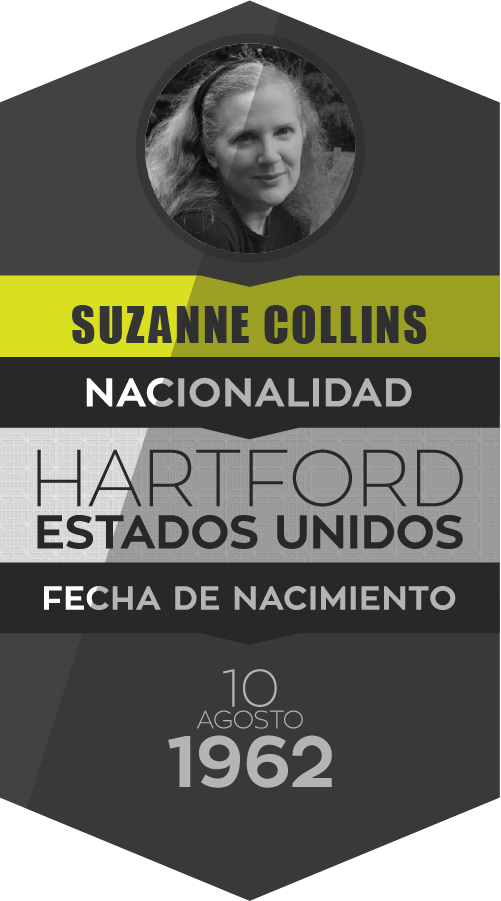 SUZANNE COLLINS
NACIONALIDAD
HARTFORD
ESTADOS UNIDOS
FECHA DE NACIMIENTO
10
AGOSTO
1962